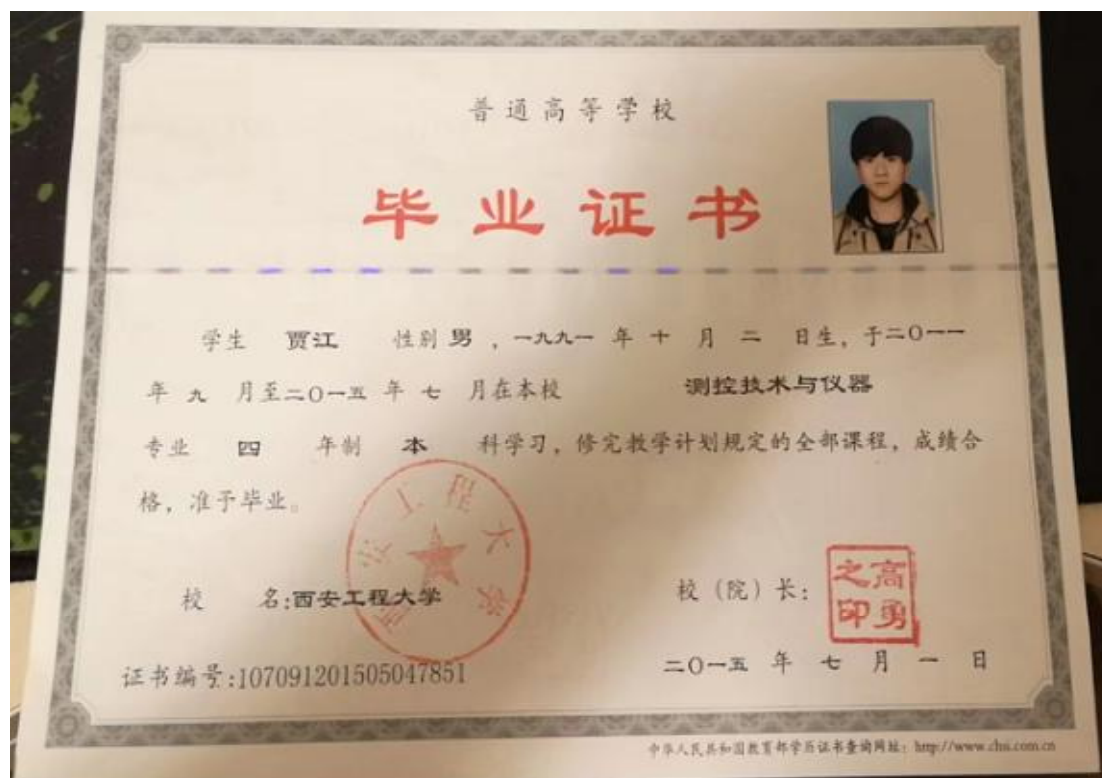 普通高等学校
毕业证书
学生 贾江 性别 男 ，一九九一 年 十 月 二 日生，于二〇一一
年 九 月至二〇一五 年 七 月在本校 测控技术与仪器
专业 四 年制 本 科学习，修完教学计划规定的全部课程，成绩合
格，准予毕业。
西安工程大学
校 名:西安工程大学
校（院）长：
高勇之印
证书编号:107091201505047851
二〇一五 年 七 月 一 日
中华人民共和国教育部学历证书查询网址：http://www.chsi.com.cn